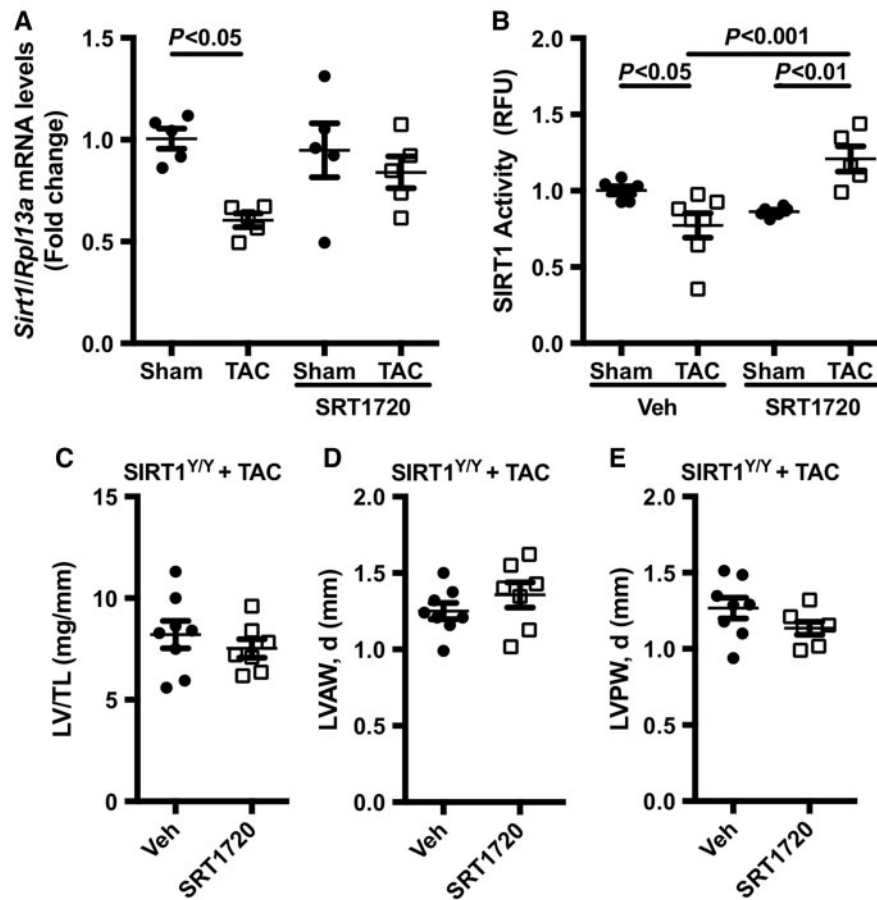 A
Sirt1/Rpl13a mRNA levels
(Fold change)
1.5
1.0
0.5
0.0
P<0.05
Sham
TAC
Sham
TAC
SRT1720
B
SIRT1 Activity (RFU)
2.0
1.5
1.0
0.5
0.0
P<0.001
P<0.05
P<0.01
Sham
TAC
Sham
TAC
Veh
SRT1720
C
SIRT1Y/Y + TAC
LV/TL (mg/mm)
15
10
5
0
Veh
SRT1720
D
SIRT1Y/Y + TAC
LVAW, d (mm)
2.0
1.5
1.0
0.5
0.0
Veh
SRT1720
E
SIRT1Y/Y + TAC
LVPW, d (mm)
2.0
1.5
1.0
0.5
0.0
Veh
SRT1720